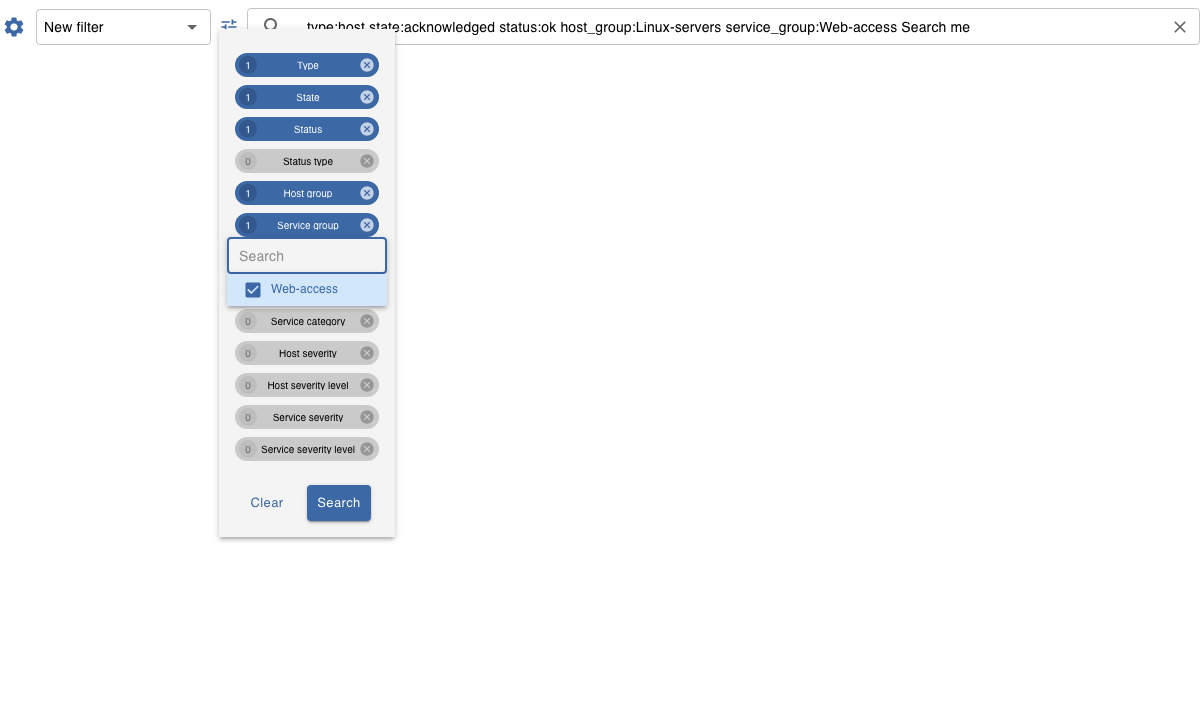 New filter
type:host state:acknowledged status:ok host_group:Linux-servers service_group:Web-access Search me
1 Type
1 State
1 Status
0 Status type
1 Host group
1 Service group
Search
Web-access
0 Service category
0 Host severity
0 Host severity level
0 Service severity
0 Service severity level
Clear Search